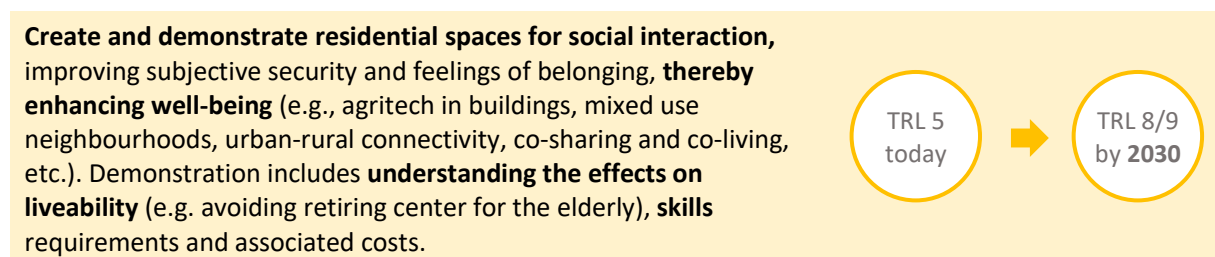 Create and demonstrate residential spaces for social interaction,
improving subjective security and feelings of belonging, thereby
enhancing well-being (e.g., agritech in buildings, mixed use
neighbourhoods, urban-rural connectivity, co-sharing and co-living,
etc.). Demonstration includes understanding the effects on
liveability (e.g. avoiding retiring center for the elderly), skills
requirements and associated costs.
TRL 5
today
TRL 8/9
by 2030